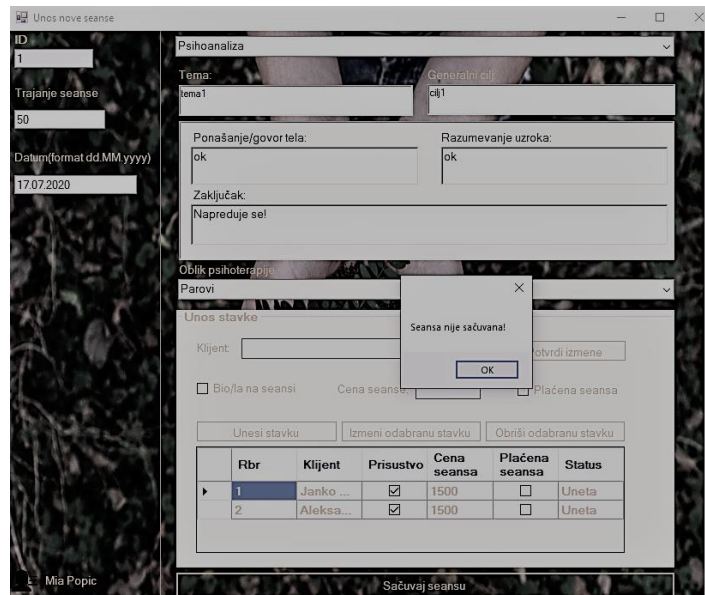 Unos nove seanse
ID
1
Trajanje seanse
50
Datum(format dd.MM.yyyy)
17.07.2020
Mia Popic
Psihoanaliza
Tema:
Generalni cilj:
tema1
cilj1
Ponašanje/govor tela:
Razumevanje uzroka:
ok
ok
Zaključak:
Napreduje se!
Oblik psihoterapije
Parovi
Unos stavke
Klijent:
Potvrdi izmene
Bio/la na seansi
Cena seanse:
Plaćena seansa
Seansa nije sačuvana!
OK
Unesi stavku
Izmeni odabranu stavku
Obriši odabranu stavku
Rbr Klijent Prisustvo Cena seansa Plaćena seansa Status
1 Janko ... 1500 Uneta
2 Aleksa... 1500 Uneta
Sačuvaj seansu